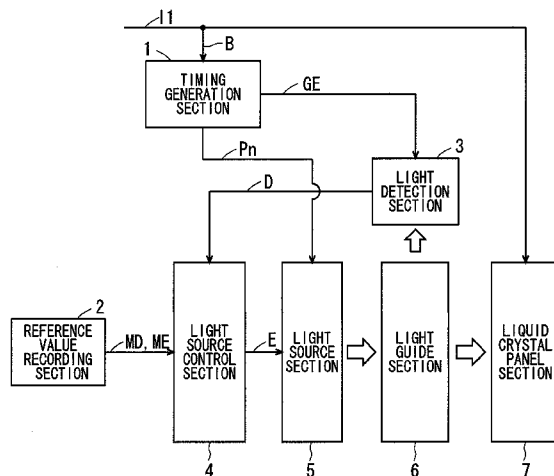 I1
B
1
TIMING
GENERATION
SECTION
GE
Pn
3
LIGHT
DETECTION
SECTION
D
2
REFERENCE
VALUE
RECORDING
SECTION
MD, ME
LIGHT
SOURCE
CONTROL
SECTION
E
LIGHT
SOURCE
SECTION
LIGHT
GUIDE
SECTION
LIQUID
CRYSTAL
PANEL
SECTION
4
5
6
7